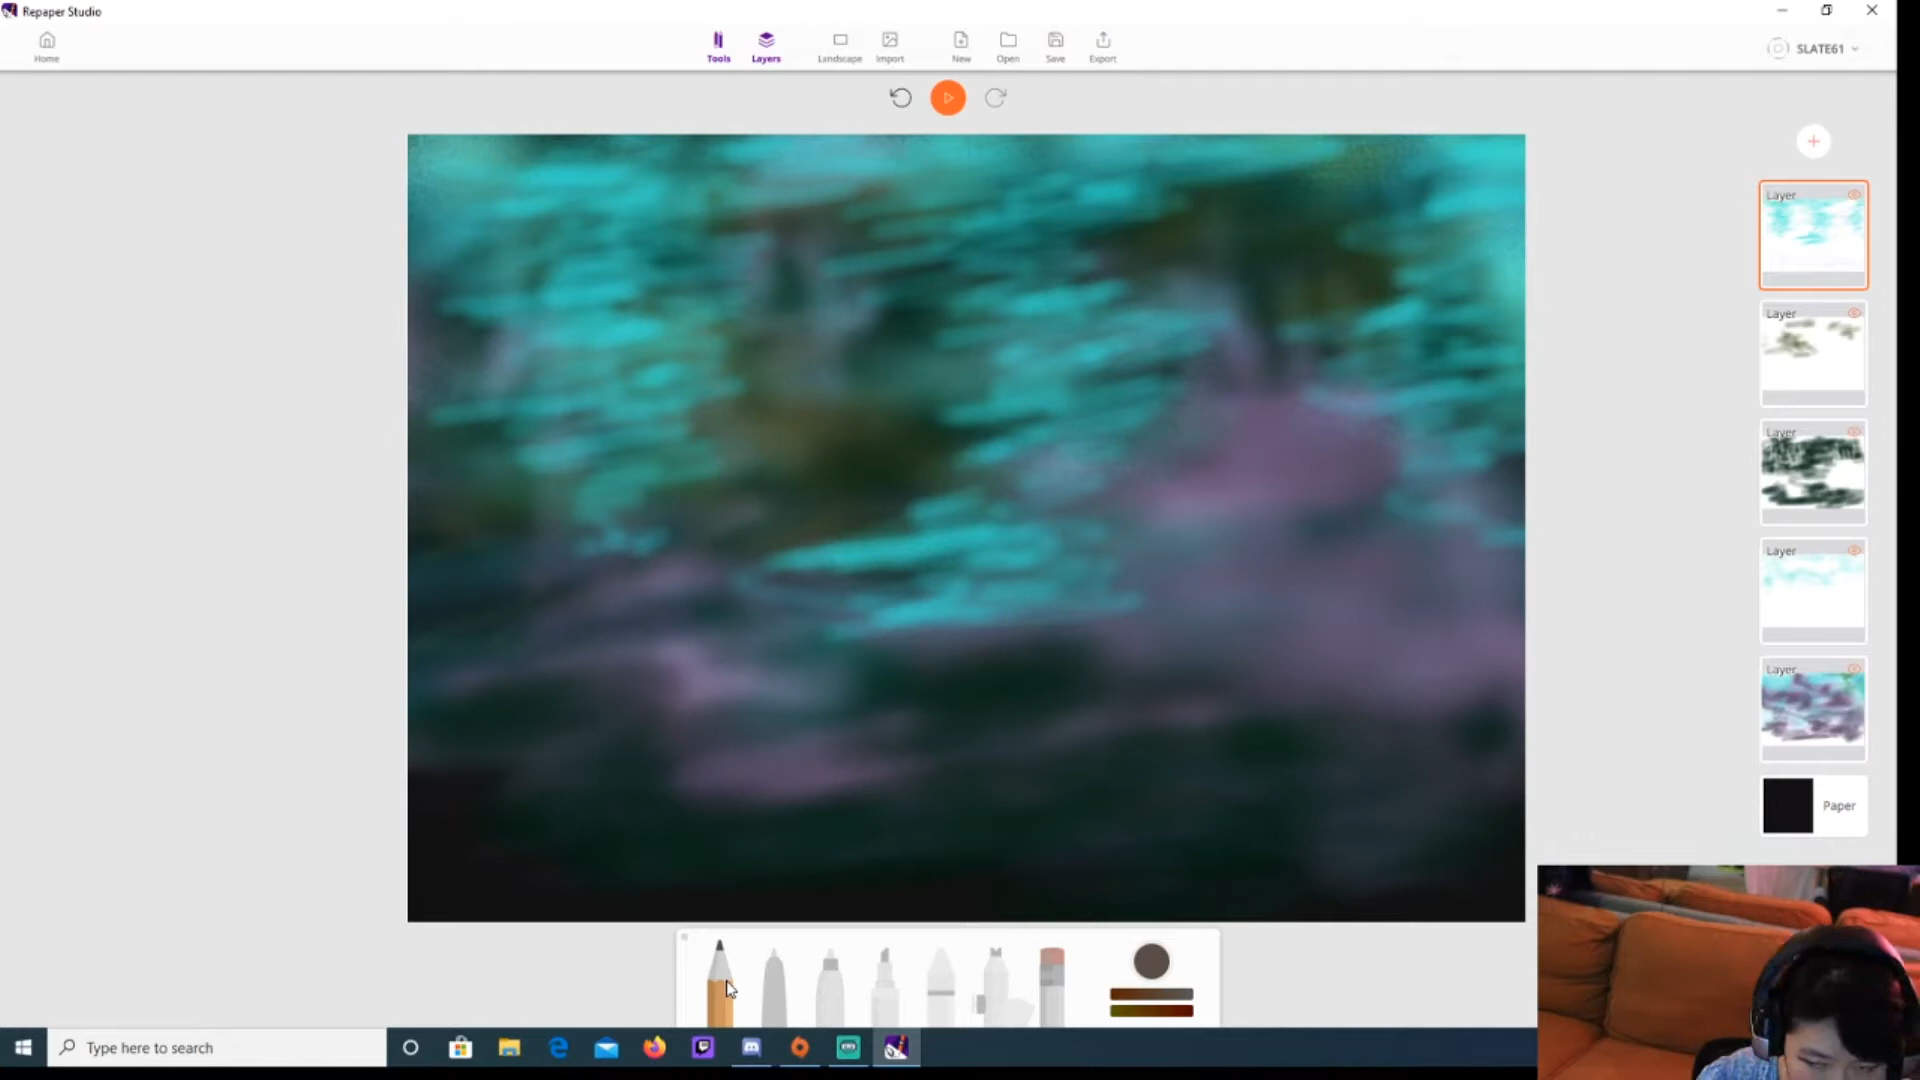 Repaper Studio
Home
Tools
Layers
Landscape
Import
New
Open
Save
Export
SLATE61
Layer
Layer
Layer
Layer
Layer
Paper
Type here to search